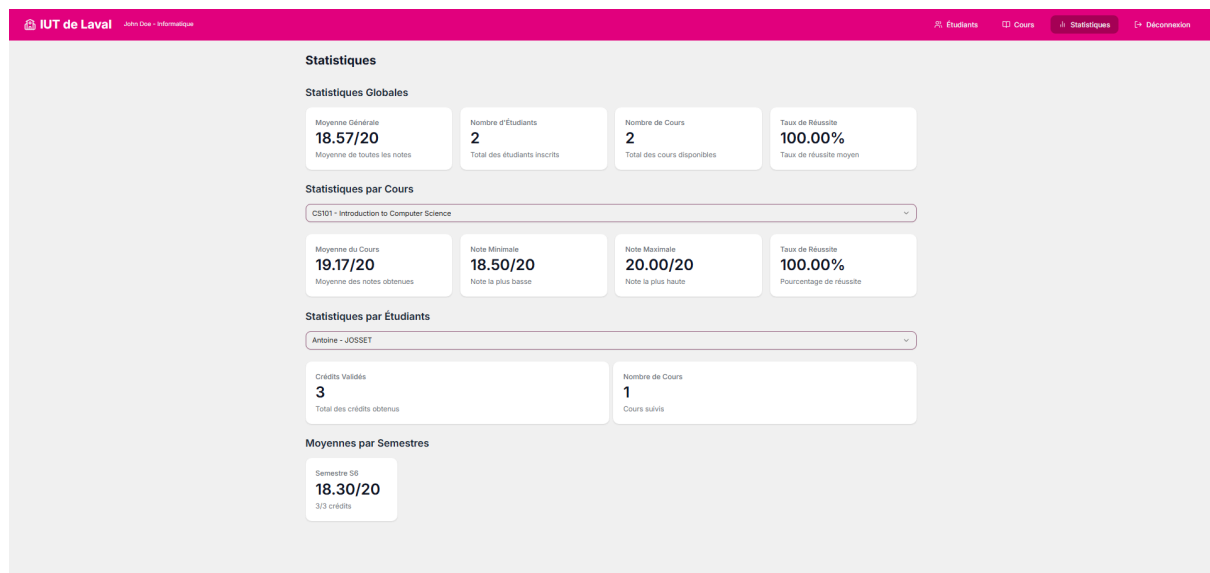 IUT de Laval John Doe - Informatique Étudiants Cours Statistiques Déconnexion
Statistiques
Statistiques Globales
Moyenne Générale
18.57/20
Moyenne de toutes les notes
Nombre d'Étudiants
2
Total des étudiants inscrits
Nombre de Cours
2
Total des cours disponibles
Taux de Réussite
100.00%
Taux de réussite moyen
Statistiques par Cours
CS101 - Introduction to Computer Science
Moyenne du Cours
19.17/20
Moyenne des notes obtenues
Note Minimale
18.50/20
Note la plus basse
Note Maximale
20.00/20
Note la plus haute
Taux de Réussite
100.00%
Pourcentage de réussite
Statistiques par Étudiants
Antoine - JOSSET
Crédits Validés
3
Total des crédits obtenus
Nombre de Cours
1
Cours suivis
Moyennes par Semestres
Semestre S6
18.30/20
3/3 crédits